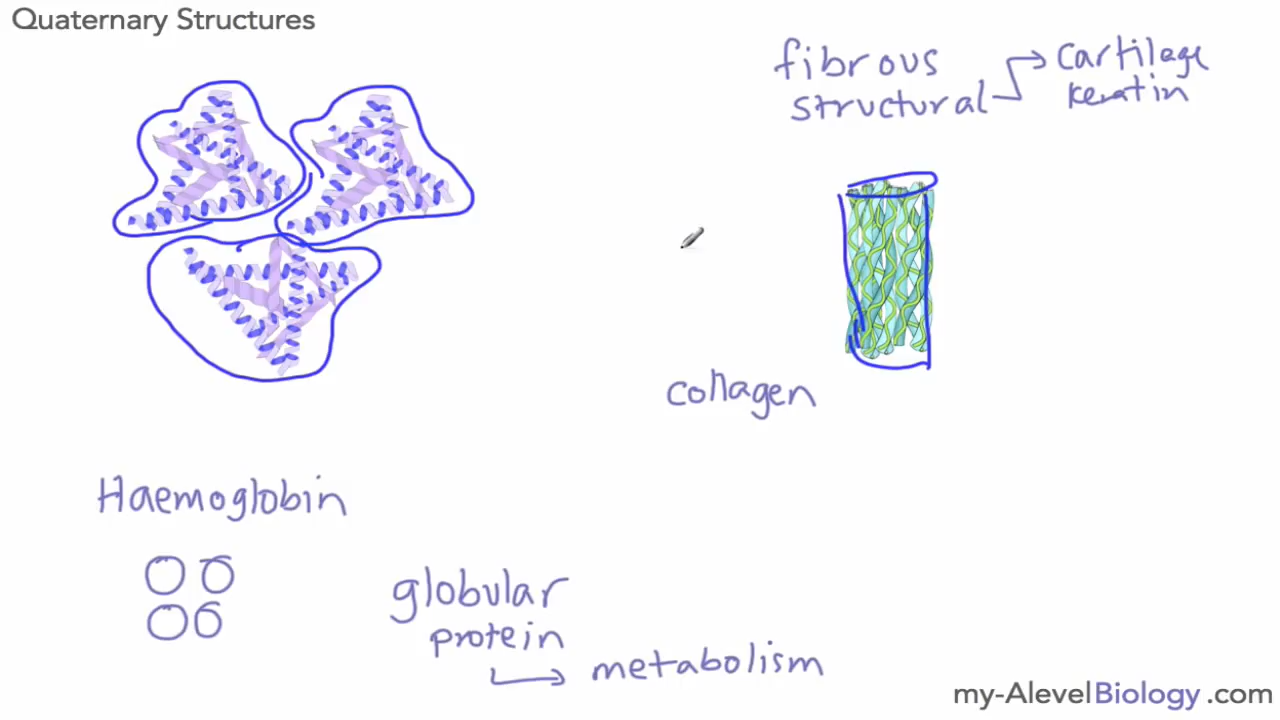 Quaternary Structures
fibrous
structural
Cartilage
keratin
collagen
Haemoglobin
globular
protein
metabolism
my-AlevelBiology.com